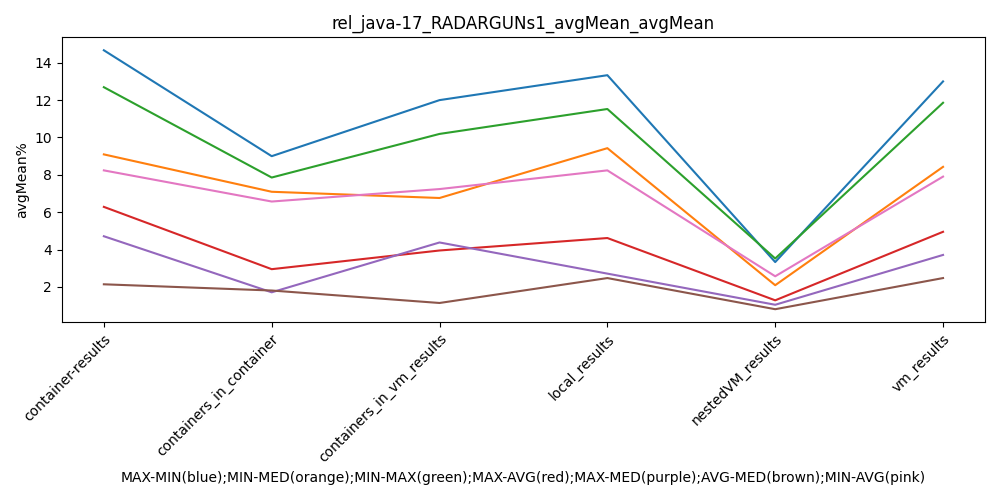 rel_java-17_RADARGUNs1_avgMean_avgMean
avgMean%
14
12
10
8
6
4
2
container-results
containers_in_container
containers_in_vm_results
local_results
nestedVM_results
vm_results
MAX-MIN(blue);MIN-MED(orange);MIN-MAX(green);MAX-AVG(red);MAX-MED(purple);AVG-MED(brown);MIN-AVG(pink)